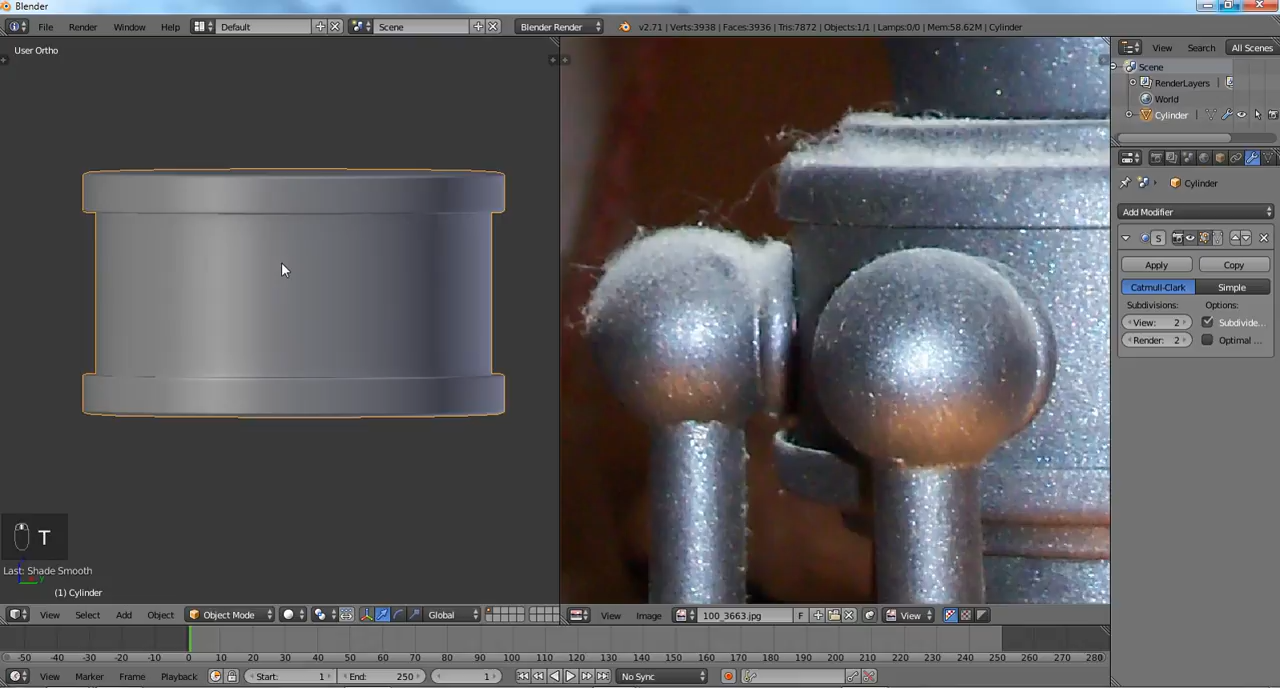 Blender
File Render Window Help Default Scene Blender Render v2.71 | Verts:3938 | Faces:3936 | Tris:7872 | Objects:1/1 | Lamps:0/0 | Mem:58.62M | Cylinder
User Ortho
View Search All Scenes
Scene
RenderLayers
World
Cylinder
Cylinder
Add Modifier
S
Apply Copy
Catmull-Clark Simple
Subdivisions: Options:
View: 2 Subdivide...
Render: 2 Optimal ...
T
Last: Shade Smooth
(1) Cylinder
View Select Add Object Object Mode Global
View Image 100_3663.jpg F View
-50 -40 -30 -20 -10 0 10 20 30 40 50 60 70 80 90 100 110 120 130 140 150 160 170 180 190 200 210 220 230 240 250 260 270 280
View Marker Frame Playback Start: 1 End: 250 1 No Sync